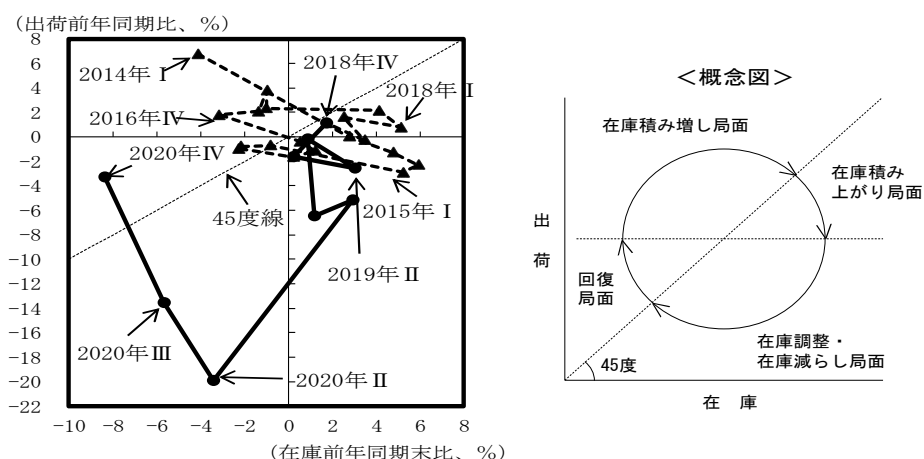 (出荷前年同期比、%)
8
6
4
2
0
−2
−4
−6
−8
−10
−12
−14
−16
−18
−20
−22
−10
−8
−6
−4
−2
0
2
4
6
8
(在庫前年同期末比、%)
2014年Ⅰ
2018年Ⅳ
2018年Ⅱ
2016年Ⅳ
2020年Ⅳ
45度線
2015年Ⅰ
2019年Ⅱ
2020年Ⅲ
2020年Ⅱ
<概念図>
在庫積み増し局面
在庫積み
上がり局面
出
荷
回復
局面
在庫調整・
在庫減らし局面
45度
在 庫